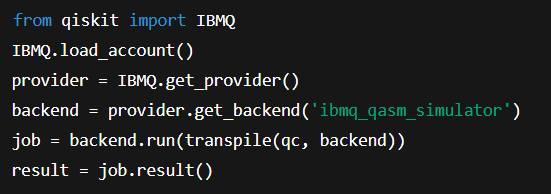 from qiskit import IBMQ
IBMQ.load_account()
provider = IBMQ.get_provider()
backend = provider.get_backend('ibmq_qasm_simulator')
job = backend.run(transpile(qc, backend))
result = job.result()